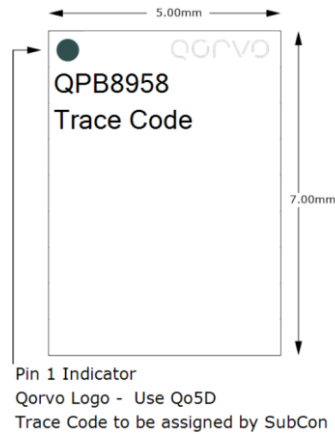 5.00mm
QORVO
QPB8958
Trace Code
7.00mm
Pin 1 Indicator
Qorvo Logo - Use Qo5D
Trace Code to be assigned by SubCon